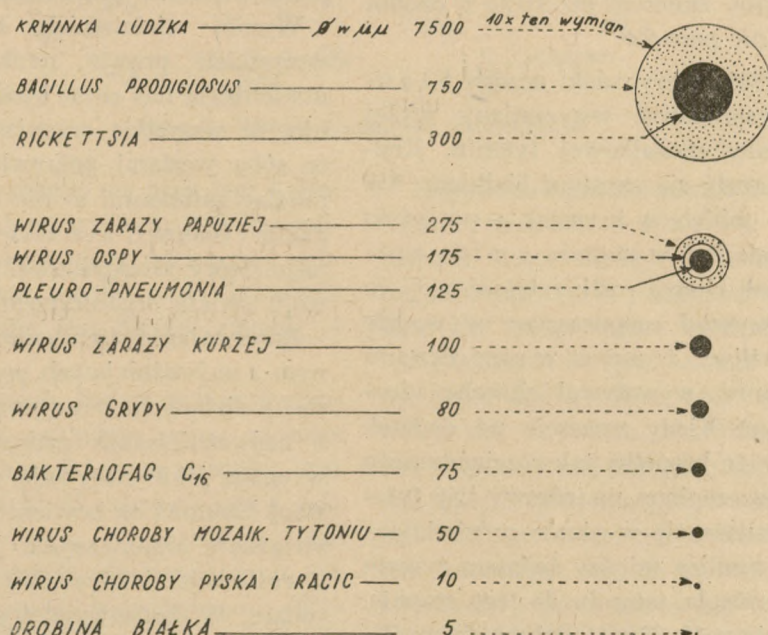 KRWINKA LUDZKA ø w μμ 7500 10x ten wymiar
BACILLUS PRODIGIOSUS 750
RICKETTSIA 300
WIRUS ZARAZY PAPUZIEJ 275
WIRUS OSPY 175
PLEURO-PNEUMONIA 125
WIRUS ZARAZY KURZEJ 100
WIRUS GRYPY 80
BAKTERIOFAG C₁₆ 75
WIRUS CHOROBY MOZAIK. TYTONIU 50
WIRUS CHOROBY PYSKA I RACIC 10
DROBINA BIAŁKA 5